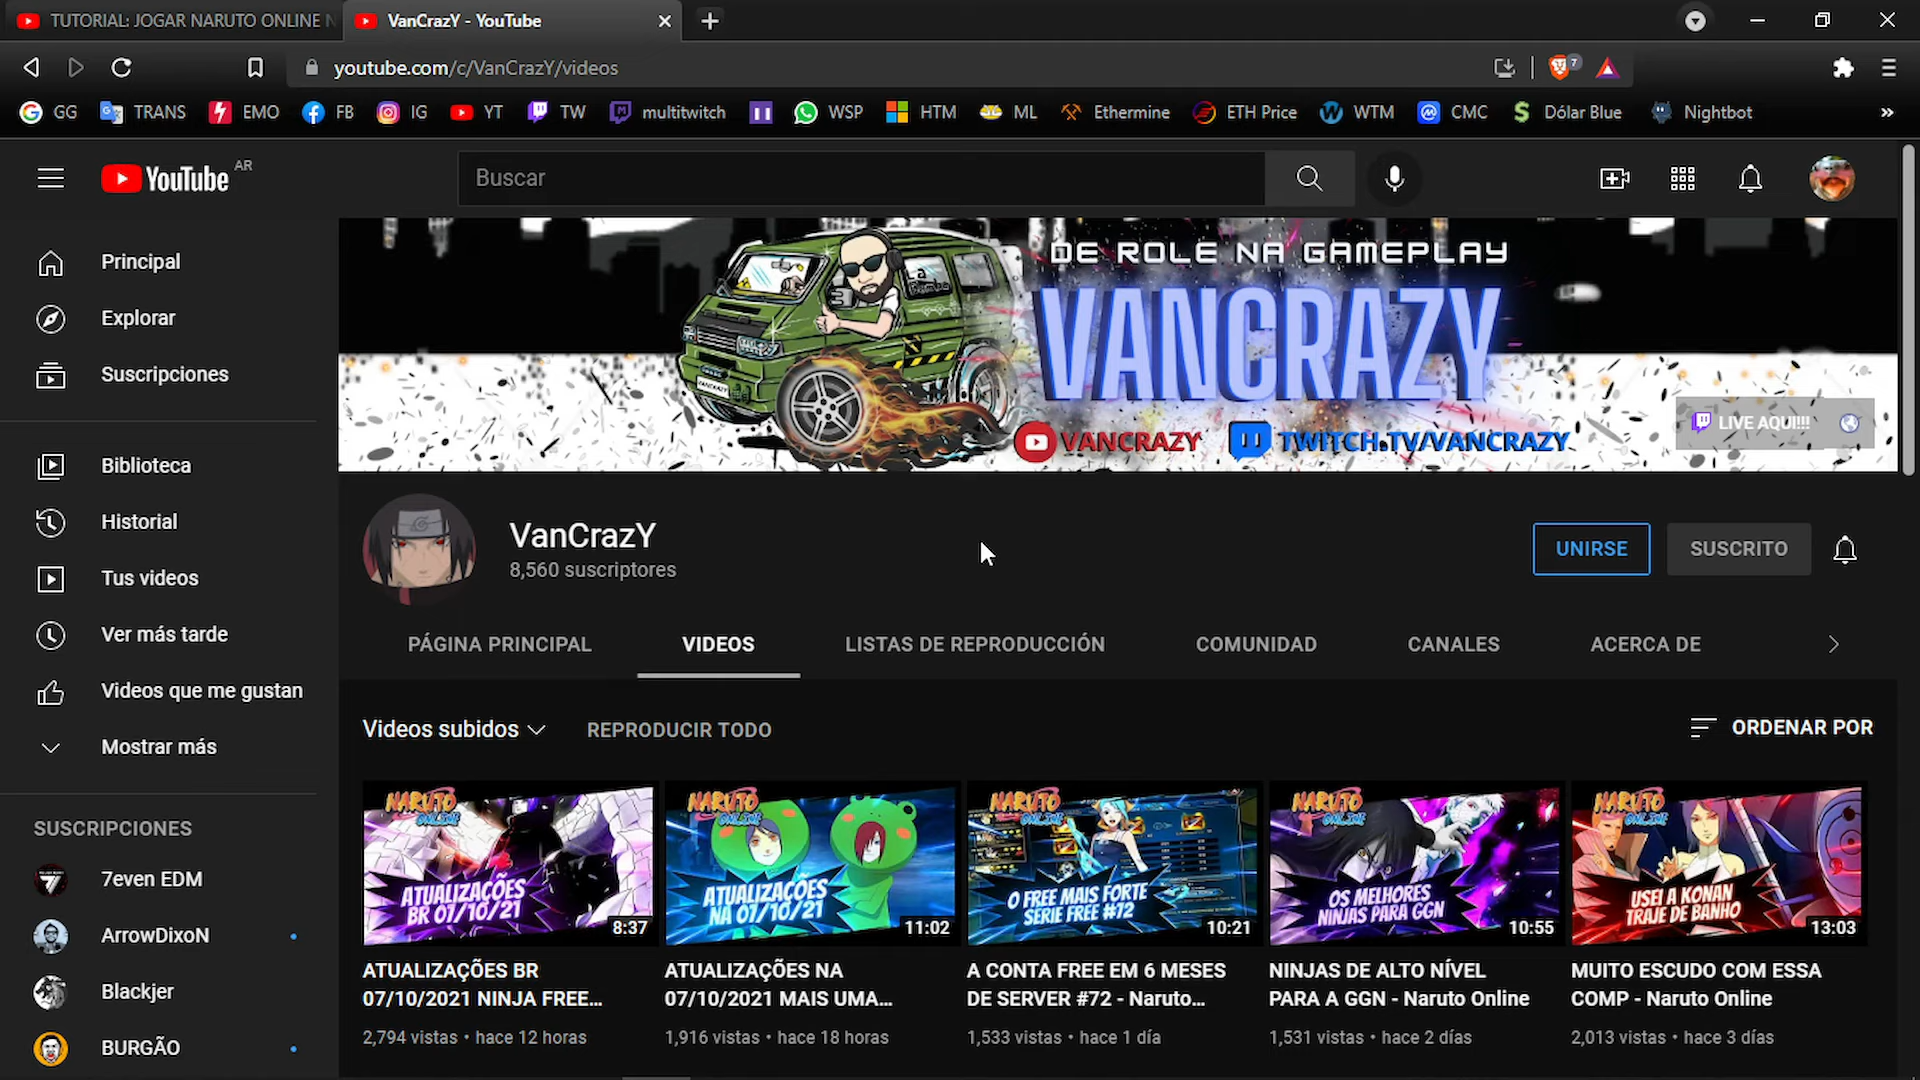 TUTORIAL: JOGAR NARUTO ONLINE N
VanCrazY - YouTube
youtube.com/c/VanCrazY/videos
7
GG
TRANS
EMO
FB
IG
YT
TW
multitwitch
WSP
HTM
ML
Ethermine
ETH Price
WTM
CMC
Dólar Blue
Nightbot
YouTube AR
Buscar
DE ROLE NA GAMEPLAY
VANCRAZY
VANCRAZY
TWITCH.TV/VANCRAZY
LIVE AQUI!!!!
Principal
Explorar
Suscripciones
Biblioteca
Historial
Tus videos
Ver más tarde
Videos que me gustan
Mostrar más
SUSCRIPCIONES
7even EDM
ArrowDixoN
Blackjer
BURGÃO
VanCrazY
8,560 suscriptores
UNIRSE
SUSCRITO
PÁGINA PRINCIPAL
VIDEOS
LISTAS DE REPRODUCCIÓN
COMUNIDAD
CANALES
ACERCA DE
Videos subidos
REPRODUCIR TODO
ORDENAR POR
NARUTO
ONLINE
ATUALIZAÇÕES
BR 07/10/21
8:37
ATUALIZAÇÕES BR
07/10/2021 NINJA FREE...
2,794 vistas • hace 12 horas
NARUTO
ONLINE
ATUALIZAÇÕES
NA 07/10/21
11:02
ATUALIZAÇÕES NA
07/10/2021 MAIS UMA...
1,916 vistas • hace 18 horas
NARUTO
ONLINE
O FREE MAIS FORTE
SERIE FREE #72
10:21
A CONTA FREE EM 6 MESES
DE SERVER #72 - Naruto...
1,533 vistas • hace 1 día
NARUTO
ONLINE
OS MELHORES
NINJAS PARA GGN
10:55
NINJAS DE ALTO NÍVEL
PARA A GGN - Naruto Online
1,531 vistas • hace 2 días
NARUTO
ONLINE
USEI A KONAN
TRAJE DE BANHO
13:03
MUITO ESCUDO COM ESSA
COMP - Naruto Online
2,013 vistas • hace 3 días